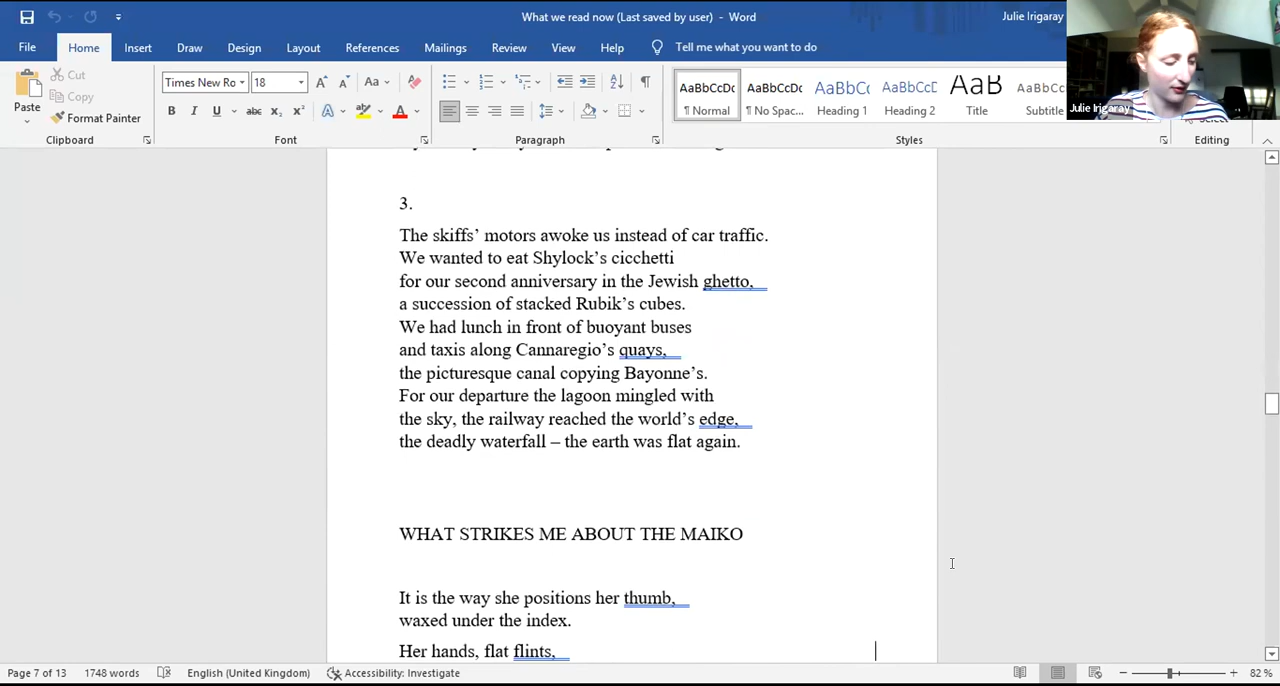 What we read now (Last saved by user) - Word
Julie Irigaray
File Home Insert Draw Design Layout References Mailings Review View Help Tell me what you want to do
Paste
Cut
Copy
Format Painter
Times New Ro 18
AaBbCcDc AaBbCcDc AaBbC AaBbCcD AaB AaBbC
¶ Normal ¶ No Spac... Heading 1 Heading 2 Title Subtitle
Julie Irigaray
Clipboard Font Paragraph Styles Editing
3.
The skiffs’ motors awoke us instead of car traffic.
We wanted to eat Shylock’s cicchetti
for our second anniversary in the Jewish ghetto,
a succession of stacked Rubik’s cubes.
We had lunch in front of buoyant buses
and taxis along Cannaregio’s quays,
the picturesque canal copying Bayonne’s.
For our departure the lagoon mingled with
the sky, the railway reached the world’s edge,
the deadly waterfall – the earth was flat again.
WHAT STRIKES ME ABOUT THE MAIKO
It is the way she positions her thumb,
waxed under the index.
Her hands, flat flints,
Page 7 of 13 1748 words English (United Kingdom) Accessibility: Investigate 82 %